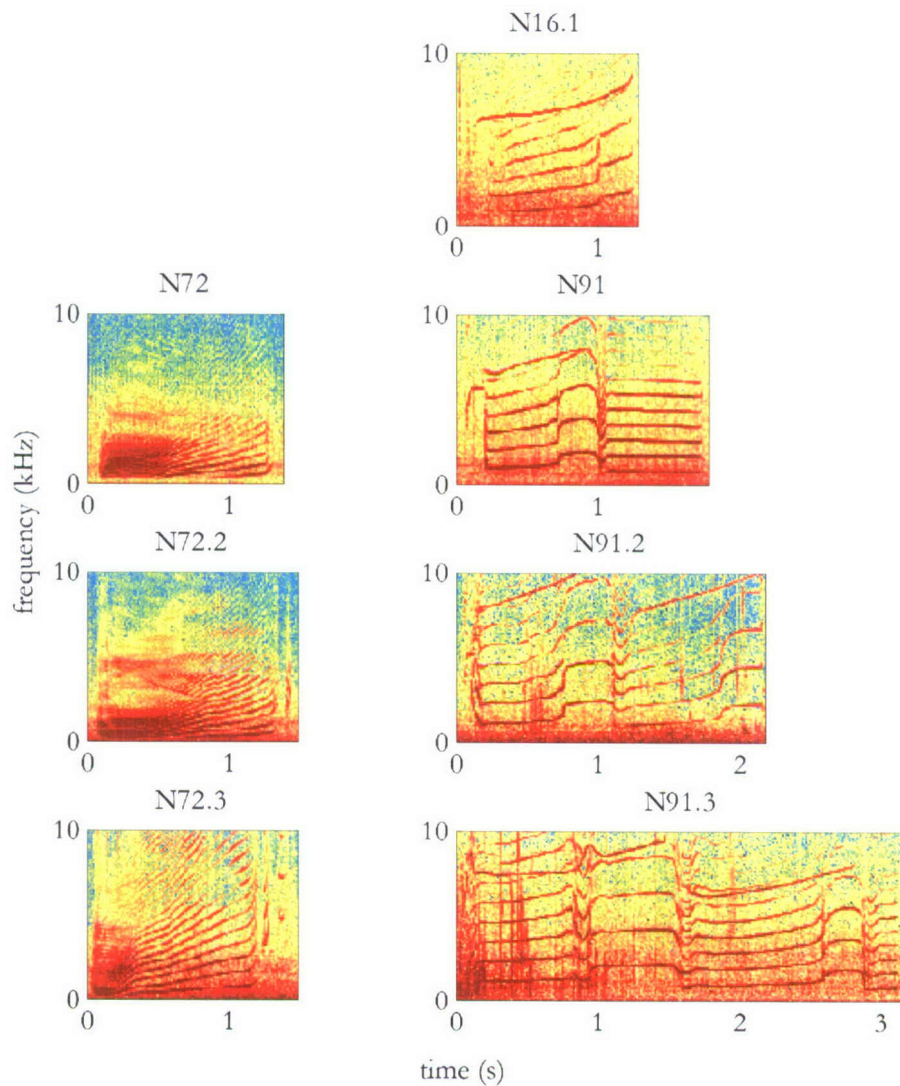 N16.1
10
0
0 1
N72 N91
10 10
0 0
0 1 0 1
N72.2 N91.2
10 10
0 0
0 1 0 1 2
N72.3 N91.3
10 10
0 0
0 1 0 1 2 3
frequency (kHz)
time (s)